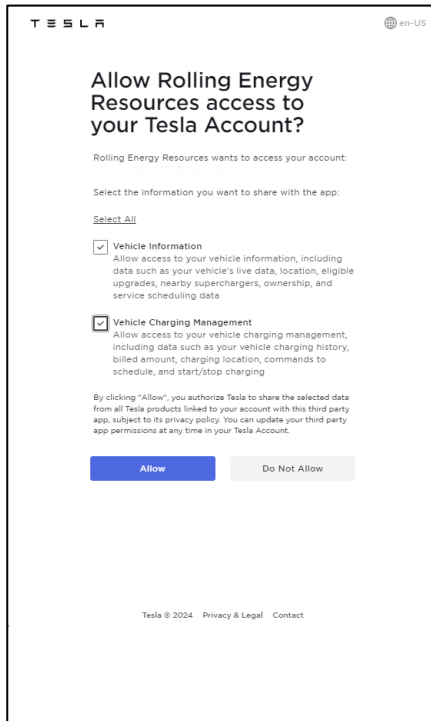 TESLA
en-US
Allow Rolling Energy
Resources access to
your Tesla Account?
Rolling Energy Resources wants to access your account:
Select the information you want to share with the app:
Select All
Vehicle Information
Allow access to your vehicle information, including
data such as your vehicle's live data, location, eligible
upgrades, nearby superchargers, ownership, and
service scheduling data
Vehicle Charging Management
Allow access to your vehicle charging management,
including data such as your vehicle charging history,
billed amount, charging location, commands to
schedule, and start/stop charging
By clicking "Allow", you authorize Tesla to share the selected data
from all Tesla products linked to your account with this third party
app, subject to its privacy policy. You can update your third party
app permissions at any time in your Tesla Account.
Allow
Do Not Allow
Tesla © 2024 Privacy & Legal Contact